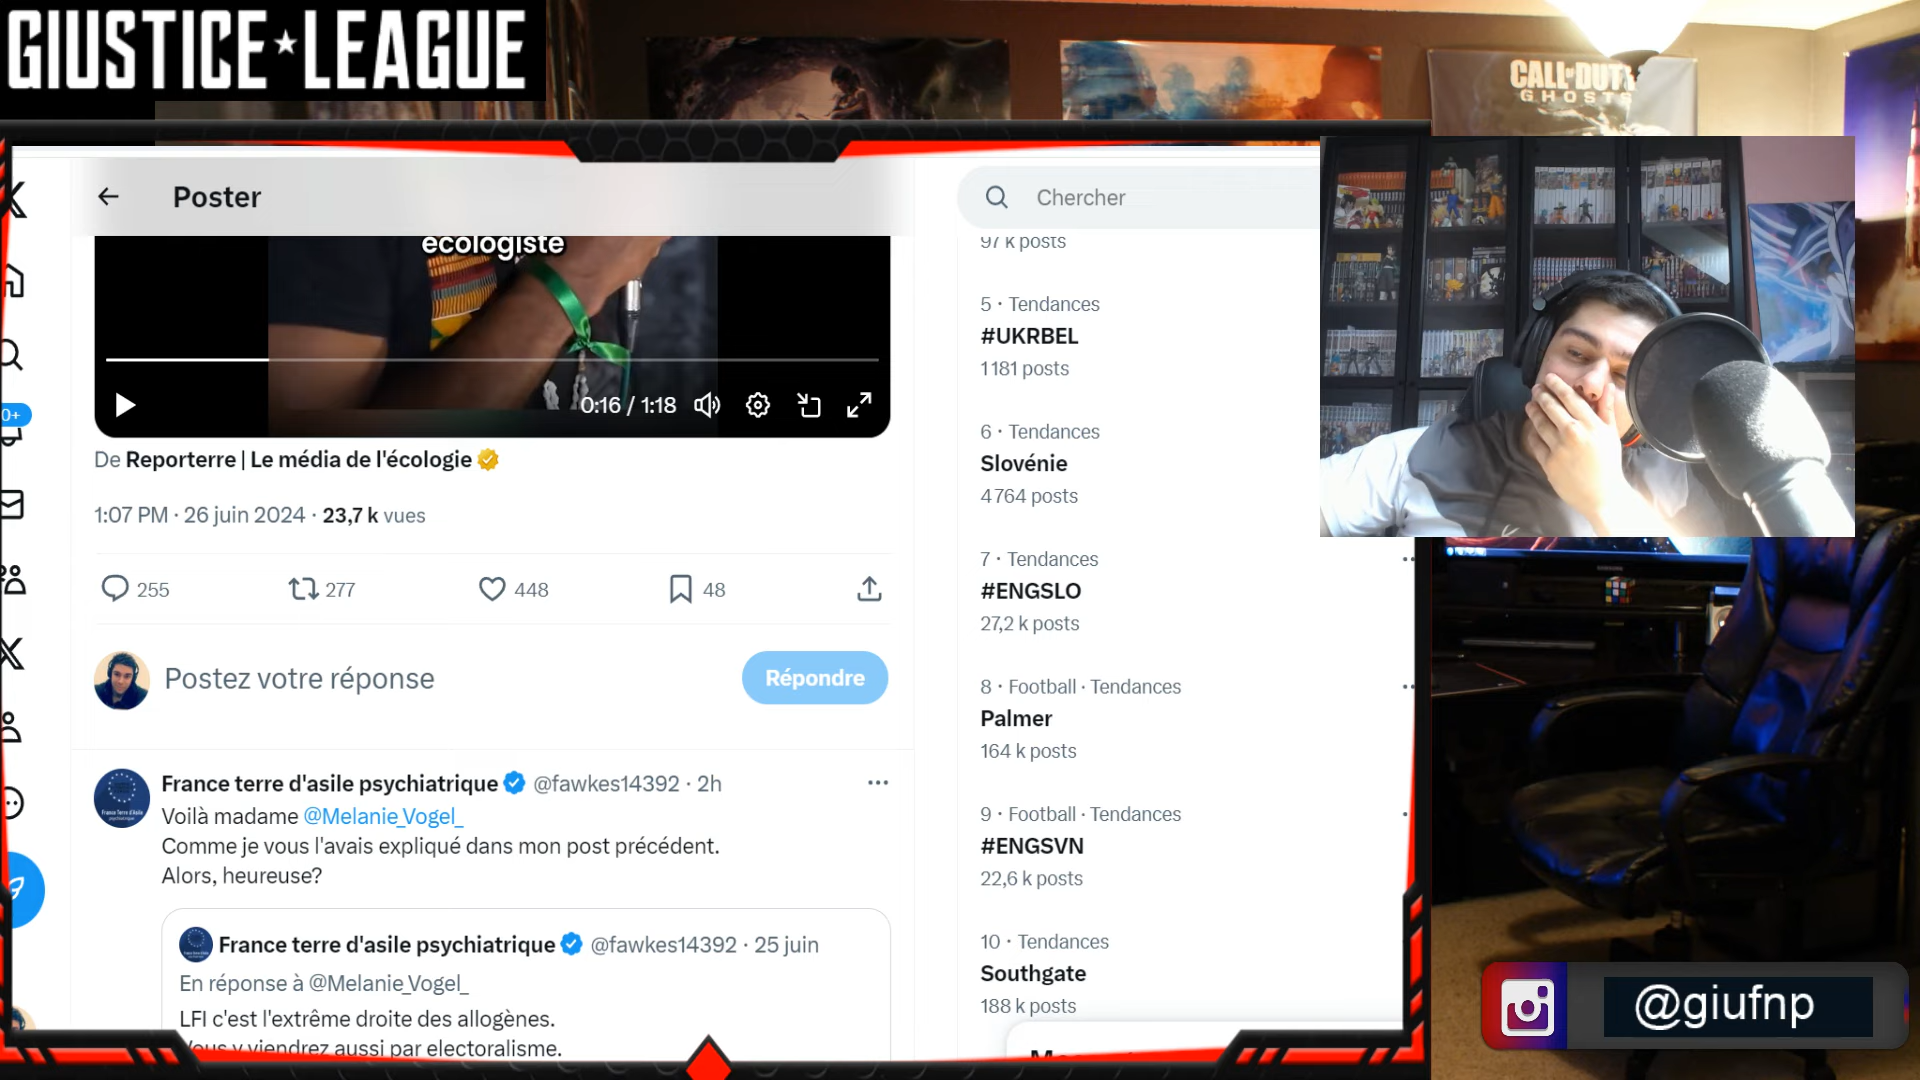 GIUSTICE★LEAGUE
CALL OF DUTY
GHOSTS
Poster
écologiste
0:16 / 1:18
De Reporterre | Le média de l'écologie
1:07 PM · 26 juin 2024 · 23,7 k vues
255
277
448
48
Postez votre réponse
Répondre
France terre d'asile psychiatrique @fawkes14392 · 2h
Voilà madame @Melanie_Vogel_
Comme je vous l'avais expliqué dans mon post précédent.
Alors, heureuse?
France terre d'asile psychiatrique @fawkes14392 · 25 juin
En réponse à @Melanie_Vogel_
LFI c'est l'extrême droite des allogènes.
Vous y viendrez aussi par electoralisme.
Chercher
97 k posts
5 · Tendances
#UKRBEL
1 181 posts
6 · Tendances
Slovénie
4 764 posts
7 · Tendances
#ENGSLO
27,2 k posts
8 · Football · Tendances
Palmer
164 k posts
9 · Football · Tendances
#ENGSVN
22,6 k posts
10 · Tendances
Southgate
188 k posts
@giufnp